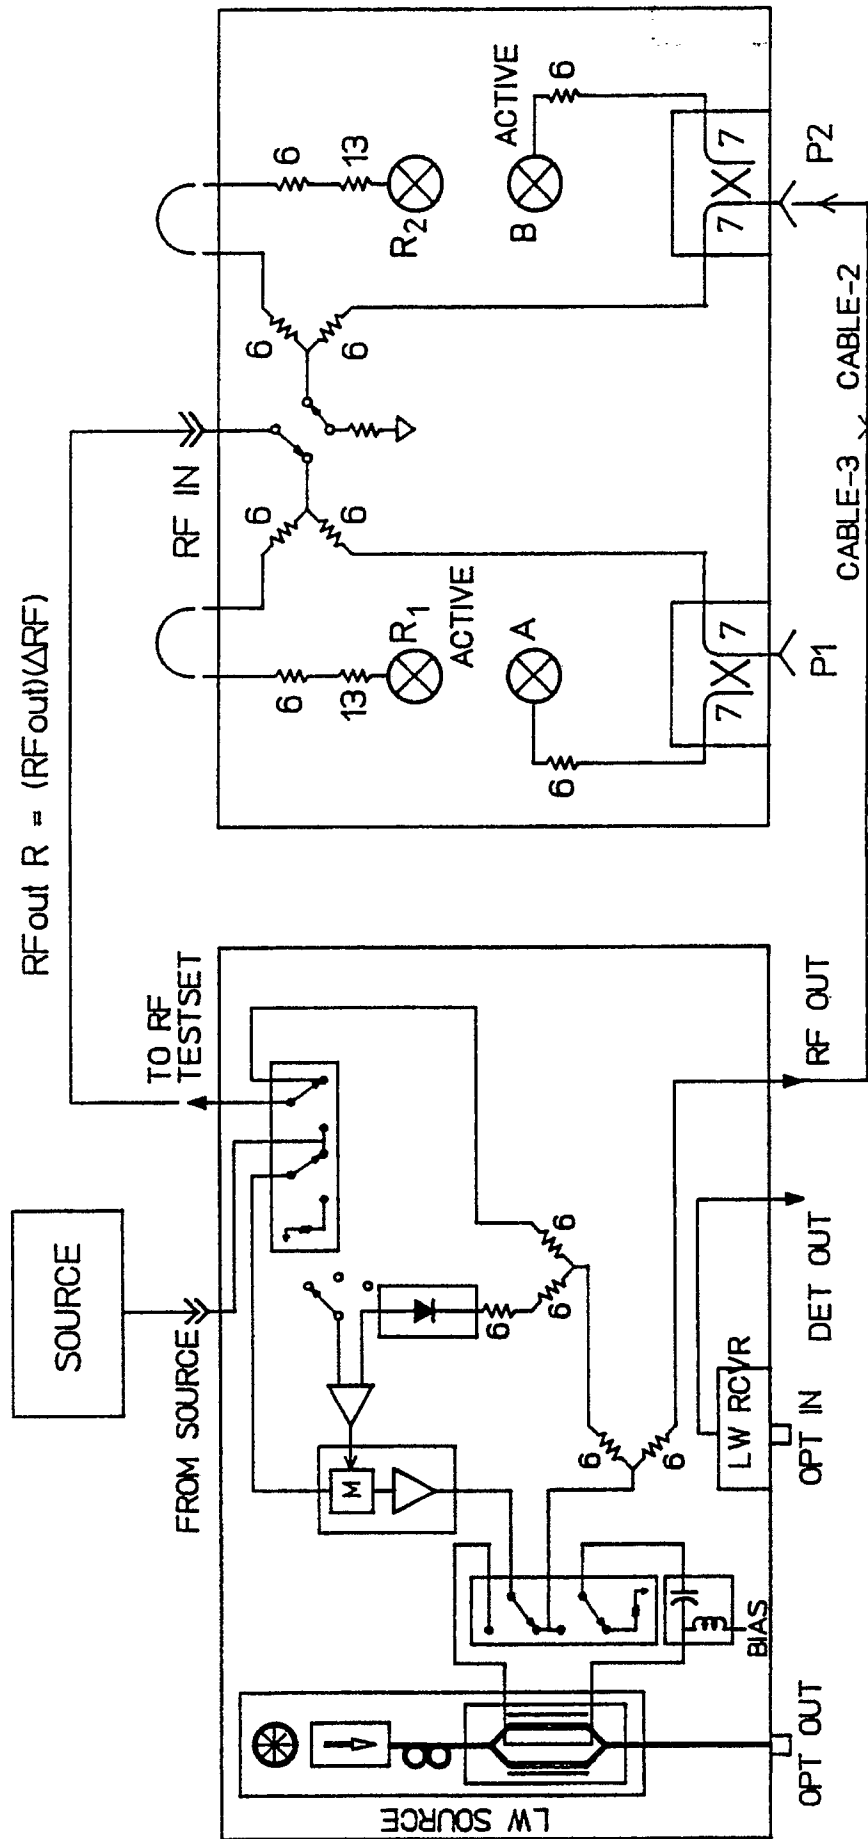 RFout R = (RFout)(ΔRF)
SOURCE
FROM SOURCE
TO RF
TESTSET
M
6
6
6
6
6
LW SOURCE
BIAS
LW RCVR
OPT OUT
OPT IN
DET OUT
RF OUT
RF IN
6
6
6
6
6
13
R1
ACTIVE
A
6
7
7
P1
6
13
R2
ACTIVE
B
6
7
7
P2
CABLE-3
CABLE-2